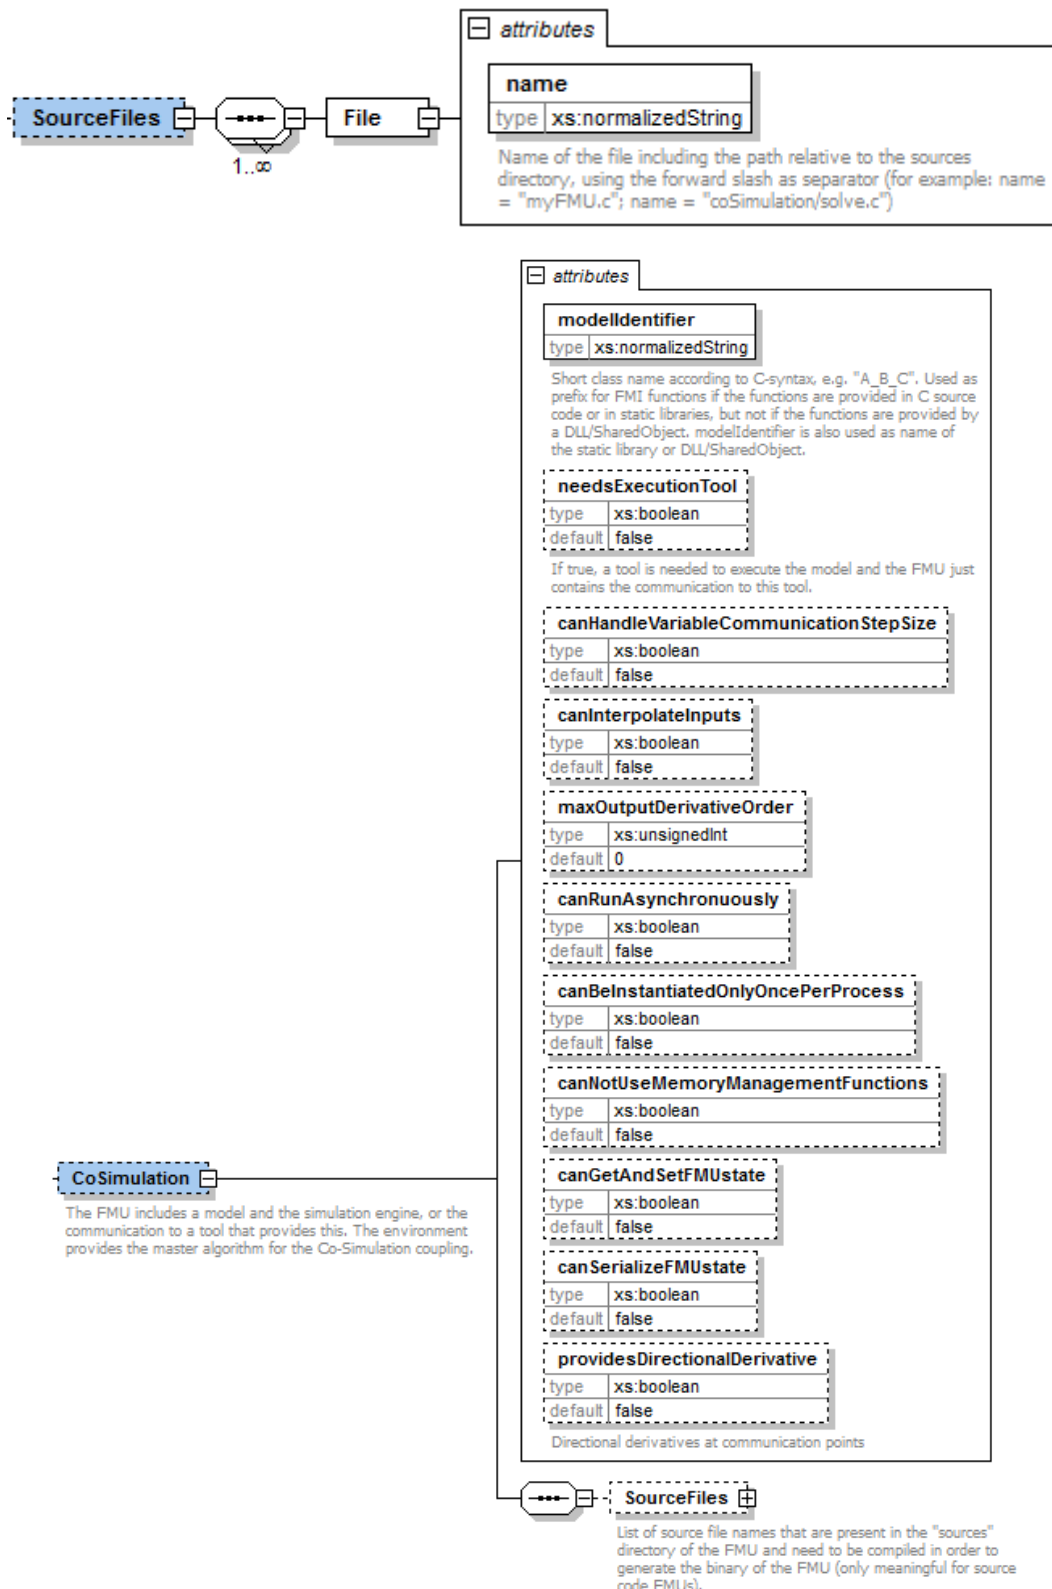 attributes
name
type xs:normalizedString
SourceFiles
File
1..∞
Name of the file including the path relative to the sources
directory, using the forward slash as separator (for example: name
= "myFMU.c"; name = "coSimulation/solve.c")
attributes
modelIdentifier
type xs:normalizedString
Short class name according to C-syntax, e.g. "A_B_C". Used as
prefix for FMI functions if the functions are provided in C source
code or in static libraries, but not if the functions are provided by
a DLL/SharedObject. modelIdentifier is also used as name of
the static library or DLL/SharedObject.
needsExecutionTool
type xs:boolean
default false
If true, a tool is needed to execute the model and the FMU just
contains the communication to this tool.
canHandleVariableCommunicationStepSize
type xs:boolean
default false
canInterpolateInputs
type xs:boolean
default false
maxOutputDerivativeOrder
type xs:unsignedInt
default 0
canRunAsynchronuously
type xs:boolean
default false
canBeInstantiatedOnlyOncePerProcess
type xs:boolean
default false
canNotUseMemoryManagementFunctions
type xs:boolean
default false
CoSimulation
The FMU includes a model and the simulation engine, or the
communication to a tool that provides this. The environment
provides the master algorithm for the Co-Simulation coupling.
canGetAndSetFMUstate
type xs:boolean
default false
canSerializeFMUstate
type xs:boolean
default false
providesDirectionalDerivative
type xs:boolean
default false
Directional derivatives at communication points
SourceFiles
List of source file names that are present in the "sources"
directory of the FMU and need to be compiled in order to
generate the binary of the FMU (only meaningful for source
code FMUs).